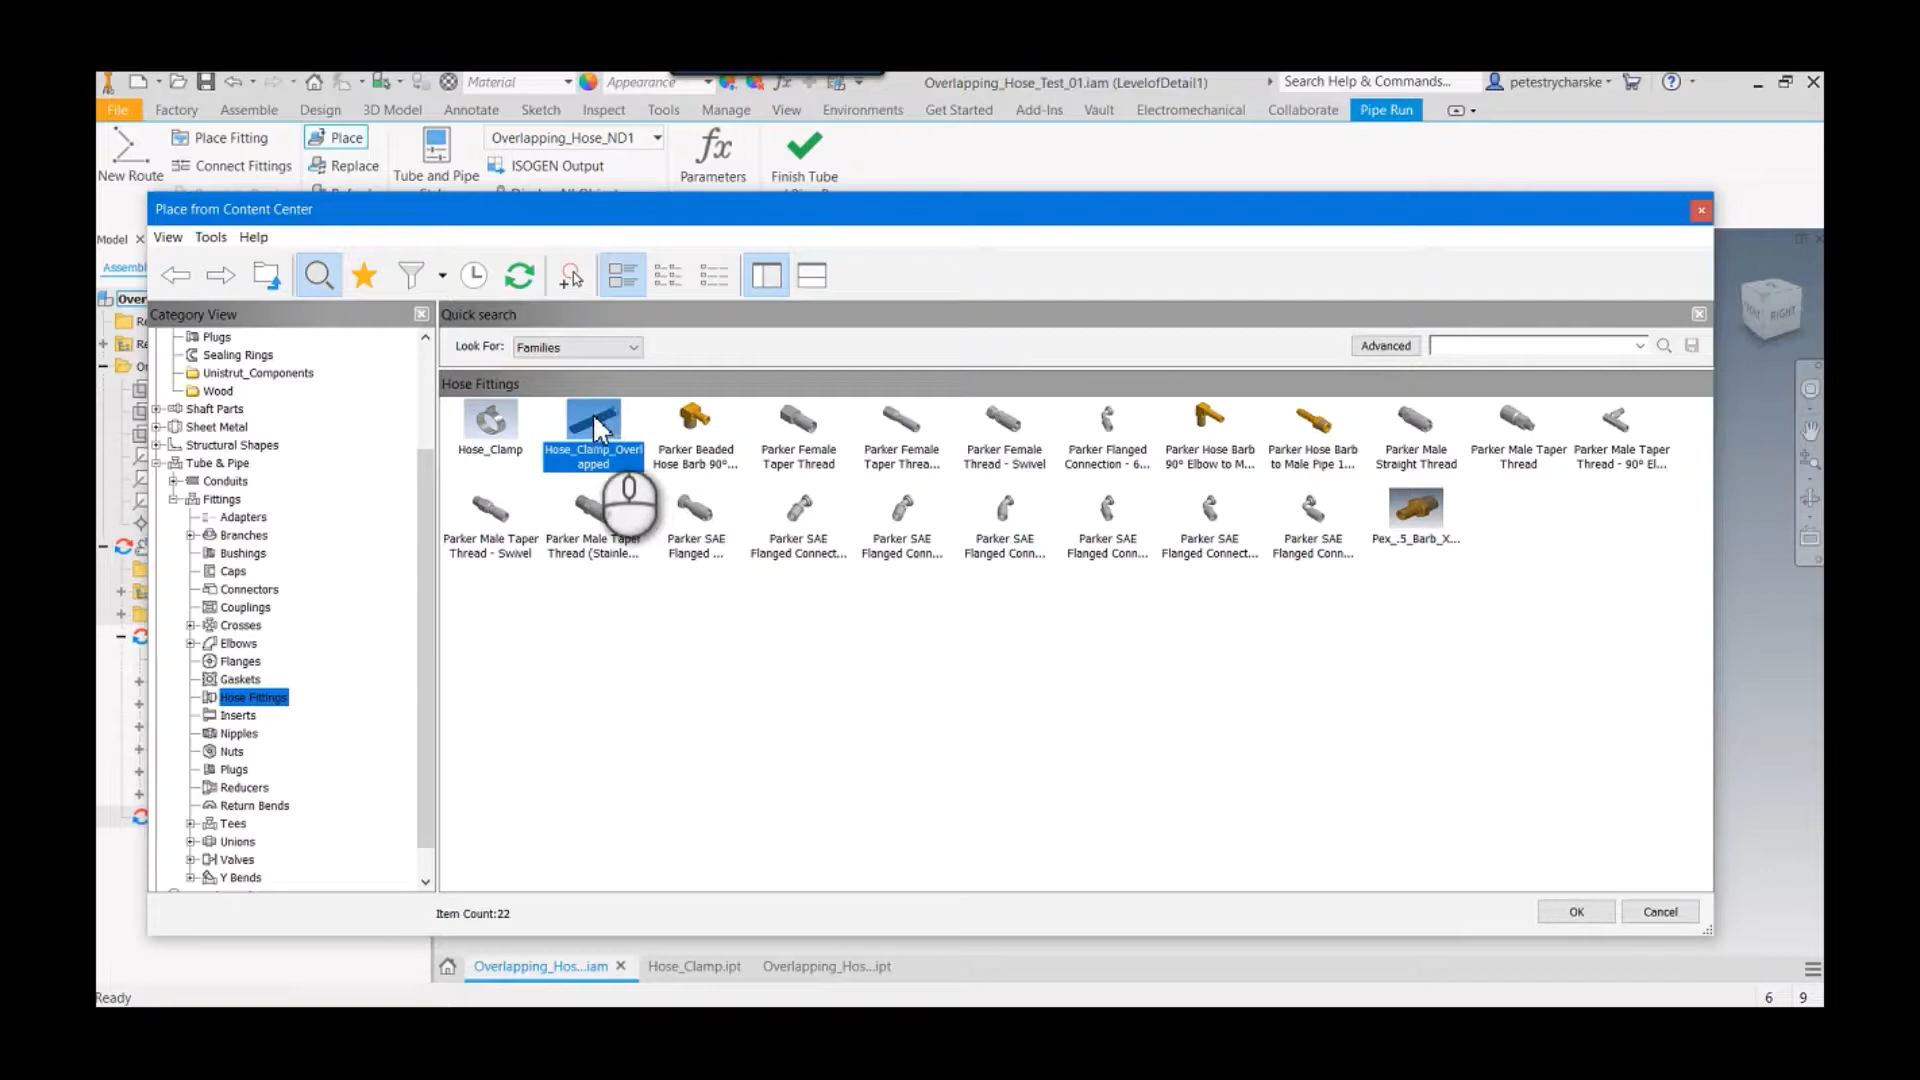 Material
Appearance
Overlapping_Hose_Test_01.iam (LevelofDetail1)
Search Help & Commands...
petestrycharske
File
Factory
Assemble
Design
3D Model
Annotate
Sketch
Inspect
Tools
Manage
View
Environments
Get Started
Add-Ins
Vault
Electromechanical
Collaborate
Pipe Run
New Route
Place Fitting
Connect Fittings
Place
Replace
Tube and Pipe
Overlapping_Hose_ND1
ISOGEN Output
Parameters
Finish Tube
Place from Content Center
Model
View
Tools
Help
Assembl
Over
Category View
Plugs
Sealing Rings
Unistrut_Components
Wood
Shaft Parts
Sheet Metal
Structural Shapes
Tube & Pipe
Conduits
Fittings
Adapters
Branches
Bushings
Caps
Connectors
Couplings
Crosses
Elbows
Flanges
Gaskets
Hose Fittings
Inserts
Nipples
Nuts
Plugs
Reducers
Return Bends
Tees
Unions
Valves
Y Bends
Quick search
Look For:
Families
Advanced
Hose Fittings
Hose_Clamp
Hose_Clamp_Overl
apped
Parker Beaded
Hose Barb 90°...
Parker Female
Taper Thread
Parker Female
Taper Threa...
Parker Female
Thread - Swivel
Parker Flanged
Connection - 6...
Parker Hose Barb
90° Elbow to M...
Parker Hose Barb
to Male Pipe 1...
Parker Male
Straight Thread
Parker Male Taper
Thread
Parker Male Taper
Thread - 90° El...
Parker Male Taper
Thread - Swivel
Parker Male Taper
Thread (Stainle...
Parker SAE
Flanged ...
Parker SAE
Flanged Connect...
Parker SAE
Flanged Conn...
Parker SAE
Flanged Conn...
Parker SAE
Flanged Conn...
Parker SAE
Flanged Connect...
Parker SAE
Flanged Conn...
Pex_.5_Barb_X...
Item Count:22
OK
Cancel
RIGHT
Overlapping_Hos...iam
Hose_Clamp.ipt
Overlapping_Hos...ipt
Ready
6
9